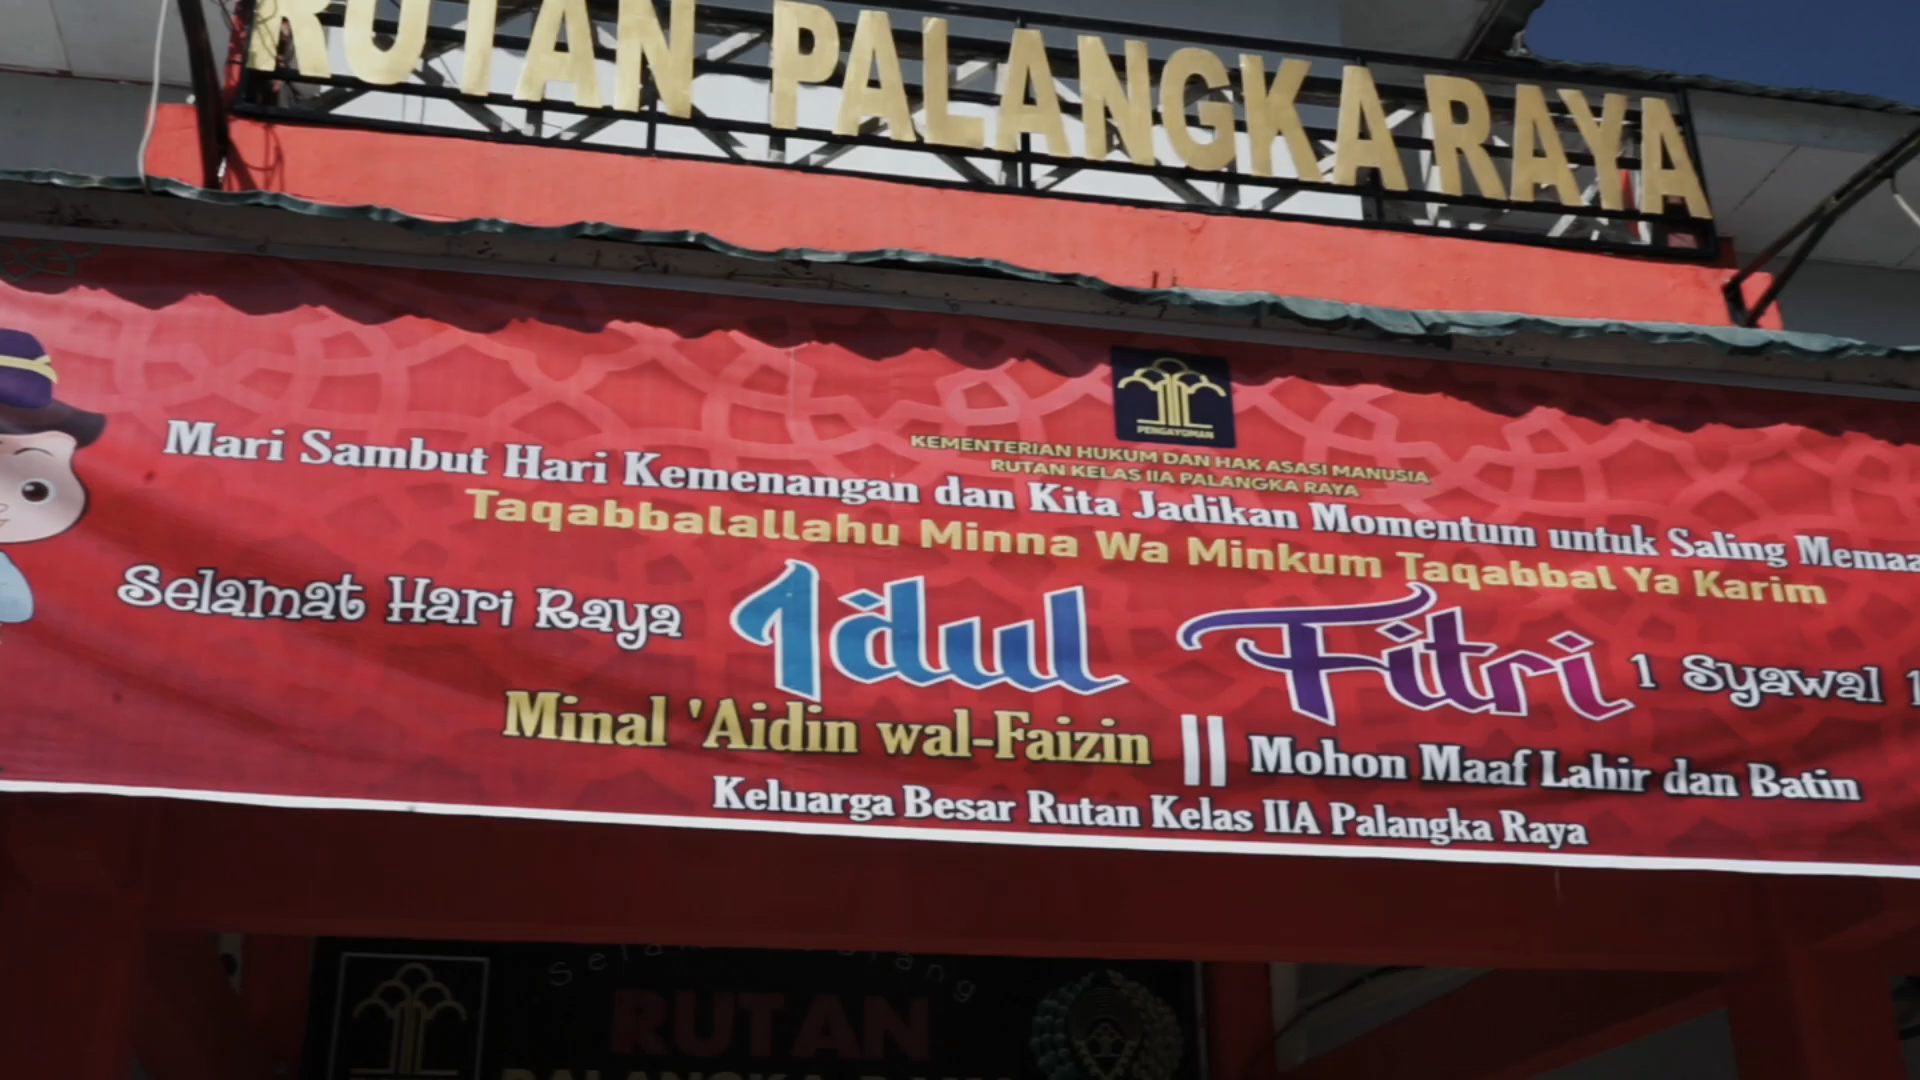 RUTAN PALANGKA RAYA
PENGAYOMAN
KEMENTERIAN HUKUM DAN HAK ASASI MANUSIA
RUTAN KELAS IIA PALANGKA RAYA
Mari Sambut Hari Kemenangan dan Kita Jadikan Momentum untuk Saling Memaa
Taqabbalallahu Minna Wa Minkum Taqabbal Ya Karim
Selamat Hari Raya Idul Fitri 1 Syawal 1
Minal 'Aidin wal-Faizin || Mohon Maaf Lahir dan Batin
Keluarga Besar Rutan Kelas IIA Palangka Raya
RUTAN